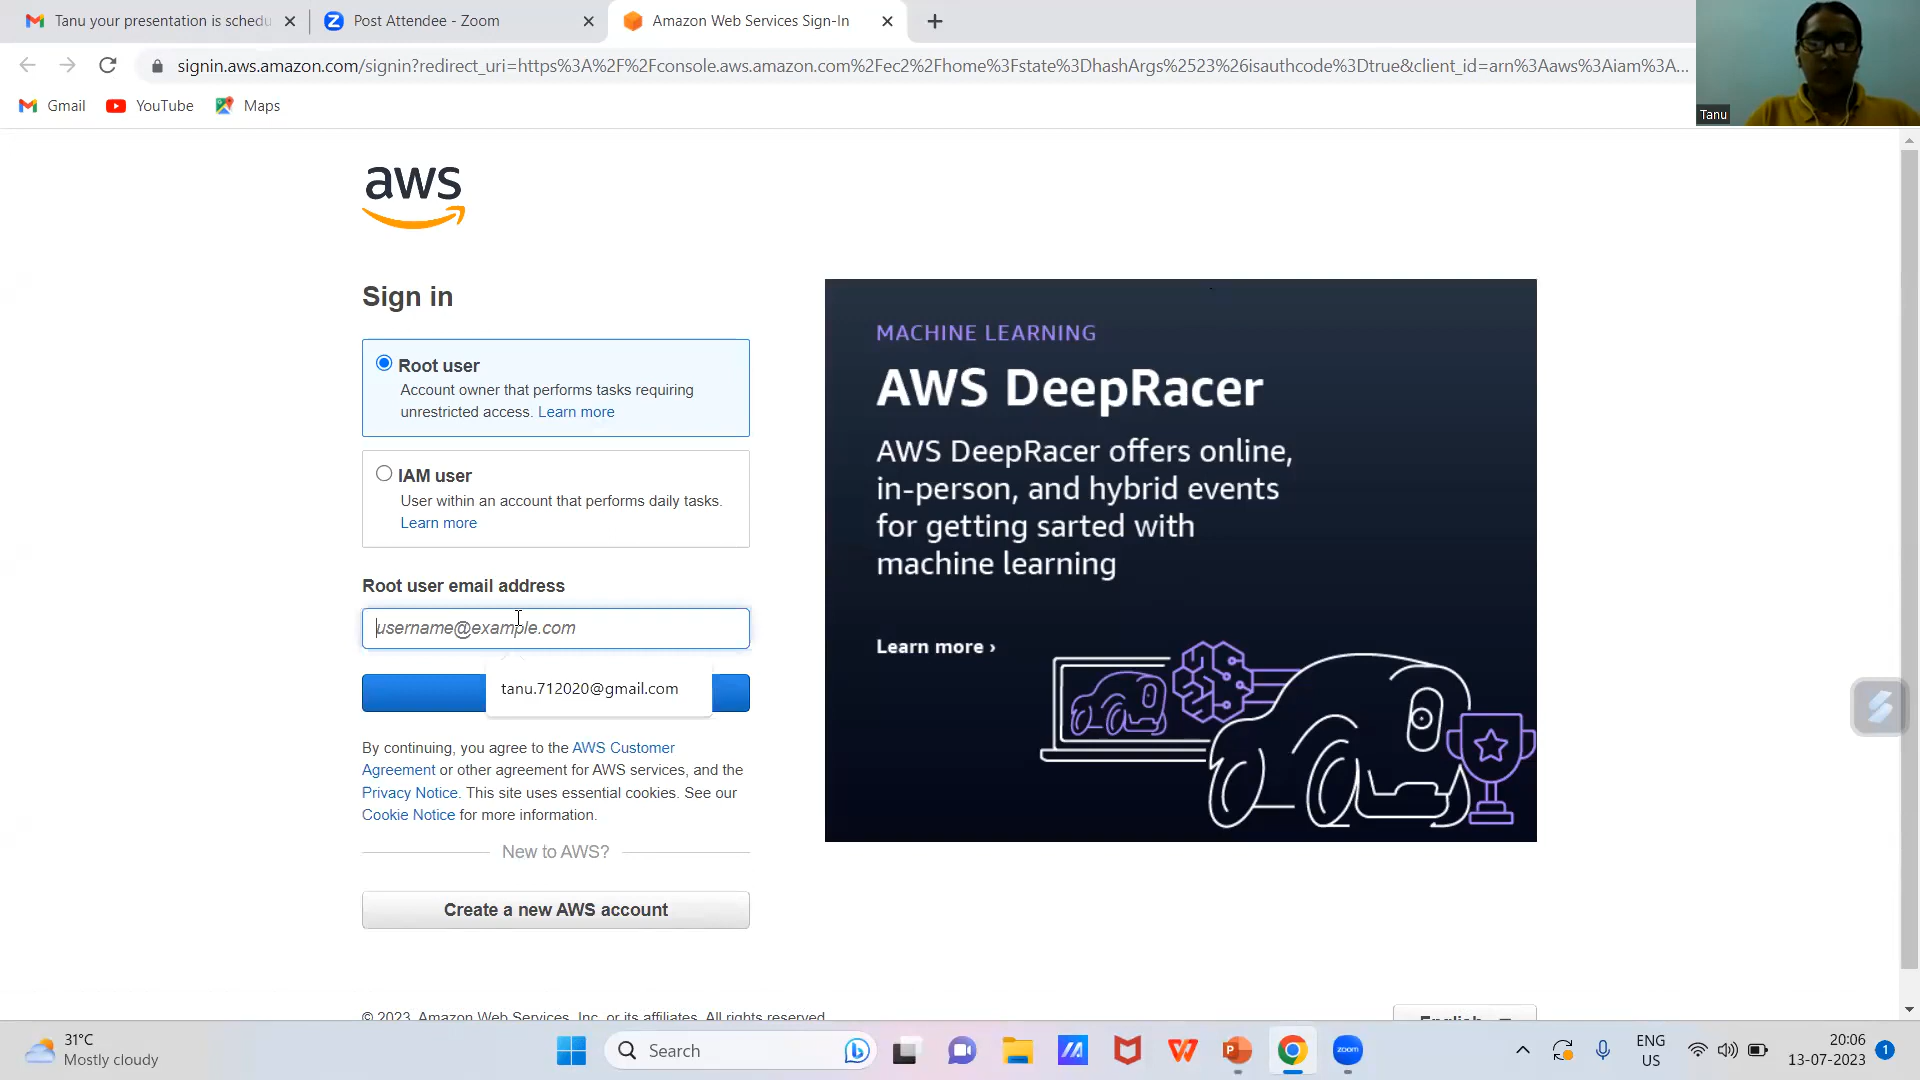 Tanu your presentation is schedu
Post Attendee - Zoom
Amazon Web Services Sign-In
signin.aws.amazon.com/signin?redirect_uri=https%3A%2F%2Fconsole.aws.amazon.com%2Fec2%2Fhome%3Fstate%3DhashArgs%2523%26isauthcode%3Dtrue&client_id=arn%3Aaws%3Aiam%3A...
Gmail
YouTube
Maps
Tanu
aws
Sign in
Root user
Account owner that performs tasks requiring
unrestricted access. Learn more
IAM user
User within an account that performs daily tasks.
Learn more
Root user email address
username@example.com
tanu.712020@gmail.com
By continuing, you agree to the AWS Customer
Agreement or other agreement for AWS services, and the
Privacy Notice. This site uses essential cookies. See our
Cookie Notice for more information.
New to AWS?
Create a new AWS account
MACHINE LEARNING
AWS DeepRacer
AWS DeepRacer offers online,
in-person, and hybrid events
for getting sarted with
machine learning
Learn more ›
© 2023, Amazon Web Services, Inc. or its affiliates. All rights reserved.
English
31°C
Mostly cloudy
Search
zoom
ENG
US
20:06
13-07-2023
1